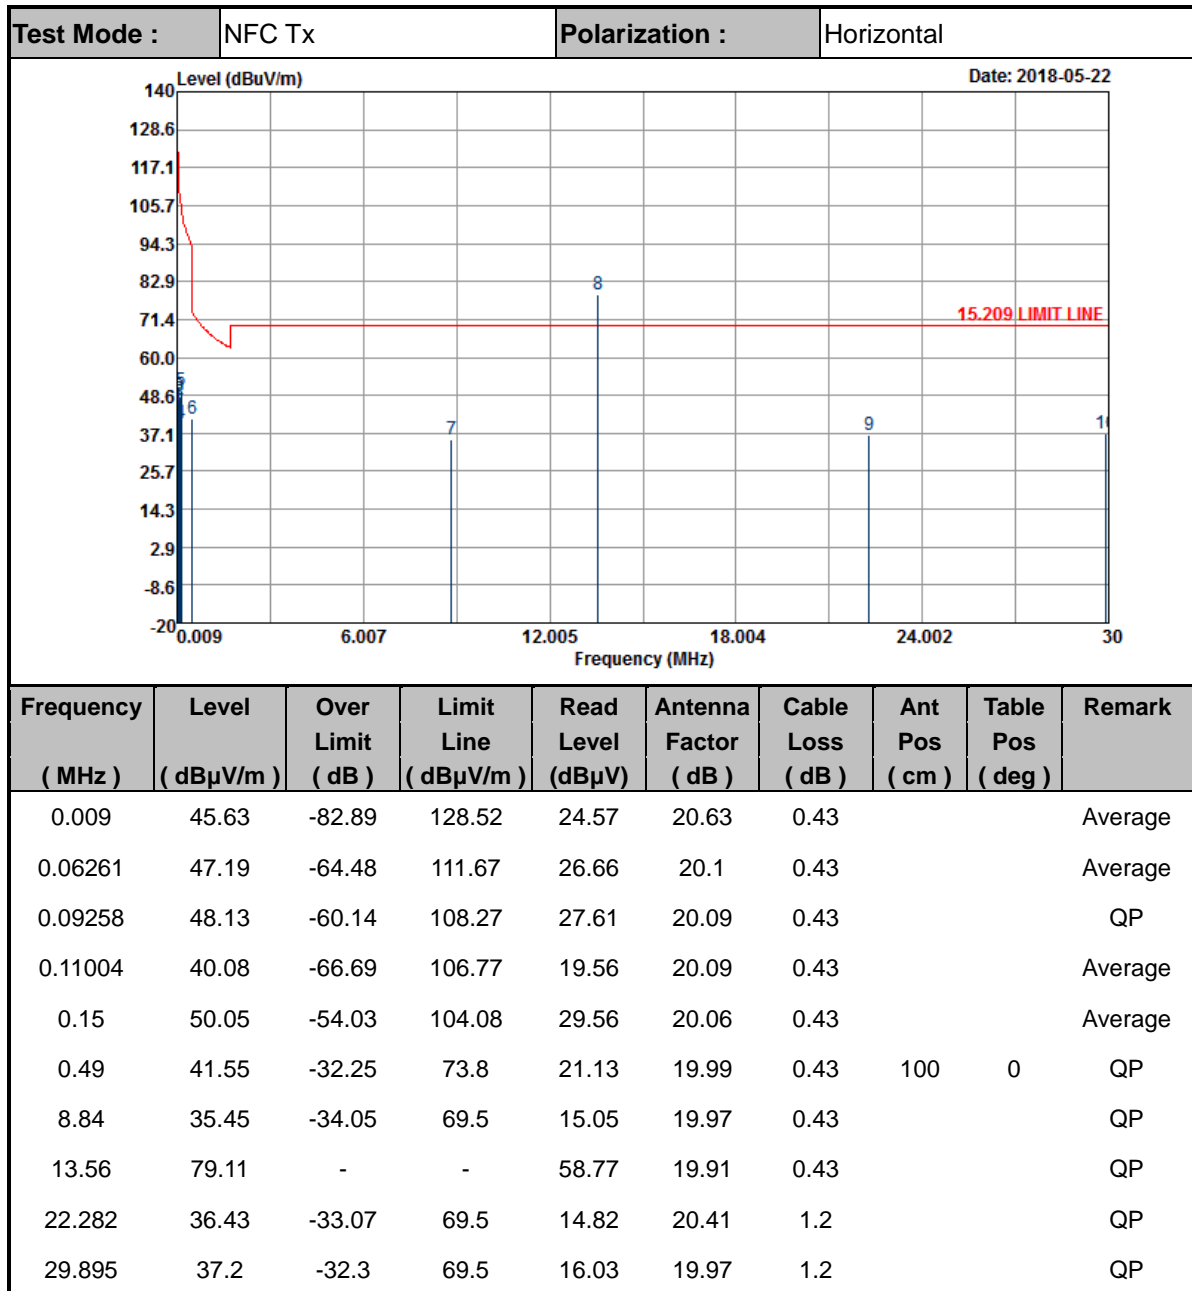 Test Mode : NFC Tx Polarization : Horizontal
Level (dBuV/m) Date: 2018-05-22
140
128.6
117.1
105.7
94.3
82.9
8
71.4
15.209 LIMIT LINE
60.0
5
48.6
6
37.1
7
9
25.7
14.3
2.9
-8.6
-20
0.009 6.007 12.005 18.004 24.002 30
Frequency (MHz)
Frequency Level Over Limit Read Antenna Cable Ant Table Remark
Limit Line Level Factor Loss Pos Pos
( MHz ) ( dBµV/m ) ( dB ) ( dBµV/m ) (dBµV) ( dB ) ( dB ) ( cm ) ( deg )
0.009 45.63 -82.89 128.52 24.57 20.63 0.43 Average
0.06261 47.19 -64.48 111.67 26.66 20.1 0.43 Average
0.09258 48.13 -60.14 108.27 27.61 20.09 0.43 QP
0.11004 40.08 -66.69 106.77 19.56 20.09 0.43 Average
0.15 50.05 -54.03 104.08 29.56 20.06 0.43 Average
0.49 41.55 -32.25 73.8 21.13 19.99 0.43 100 0 QP
8.84 35.45 -34.05 69.5 15.05 19.97 0.43 QP
13.56 79.11 - - 58.77 19.91 0.43 QP
22.282 36.43 -33.07 69.5 14.82 20.41 1.2 QP
29.895 37.2 -32.3 69.5 16.03 19.97 1.2 QP